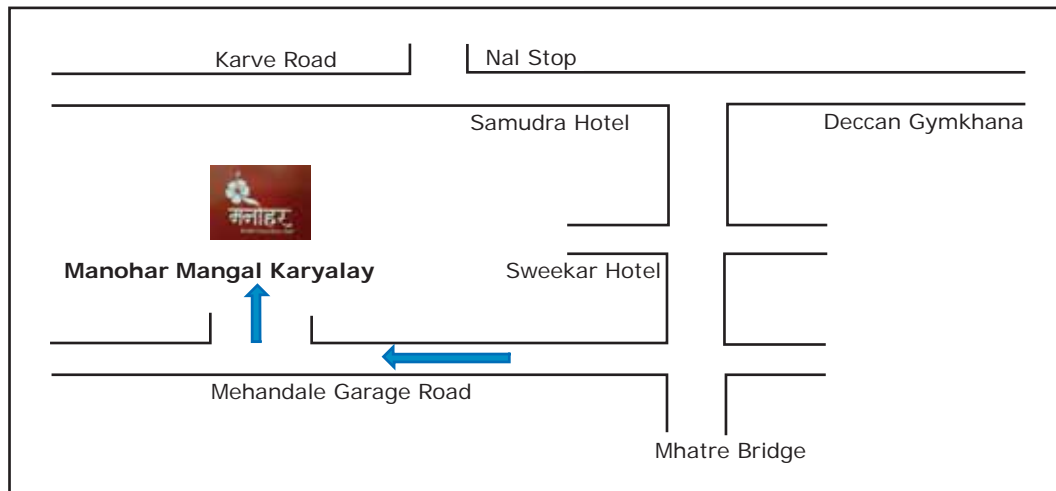 Karve Road
Nal Stop
Samudra Hotel
Deccan Gymkhana
मनोहर
Manohar Mangal Karyalay
Sweekar Hotel
Mehandale Garage Road
Mhatre Bridge